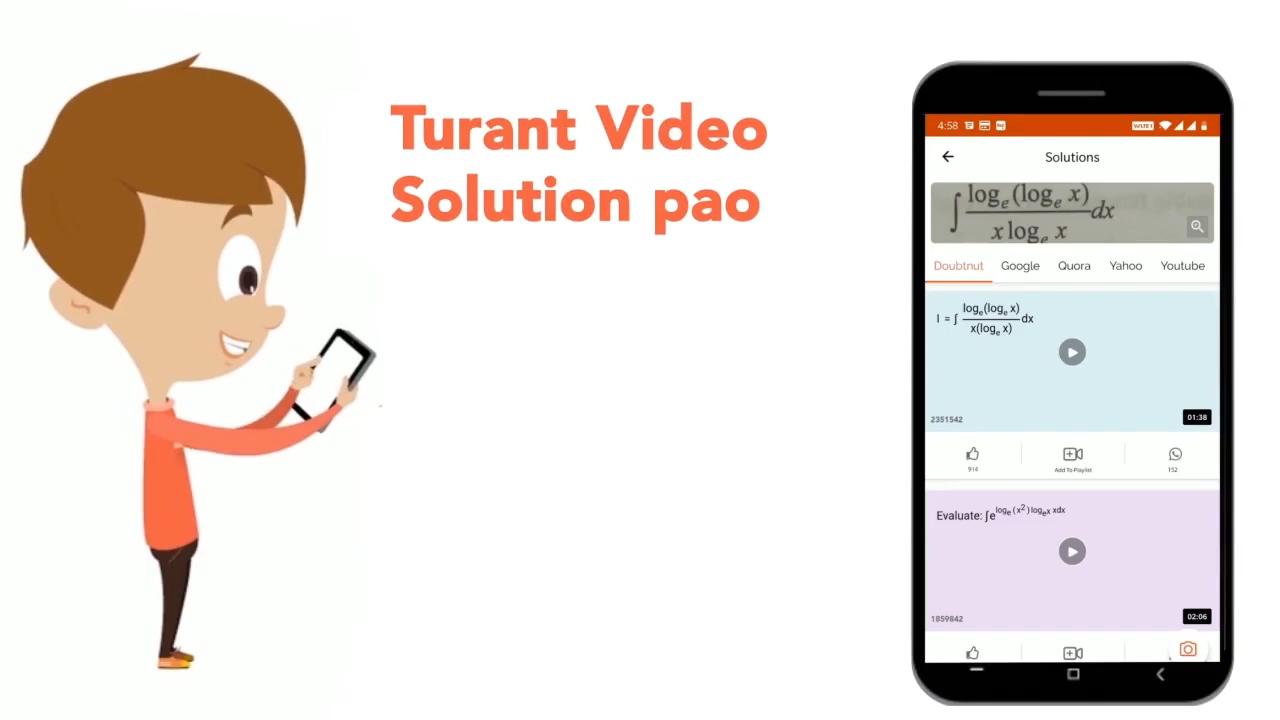 Turant Video
Solution pao
4:58
Solutions
∫ logₑ(logₑ x) / x logₑ x dx
Doubtnut Google Quora Yahoo Youtube
I = ∫ logₑ(logₑ x) / x(logₑ x) dx
2351542 01:38
914 Add To Playlist 152
Evaluate: ∫e^logₑ(x²)logₑx xdx
1859842 02:06